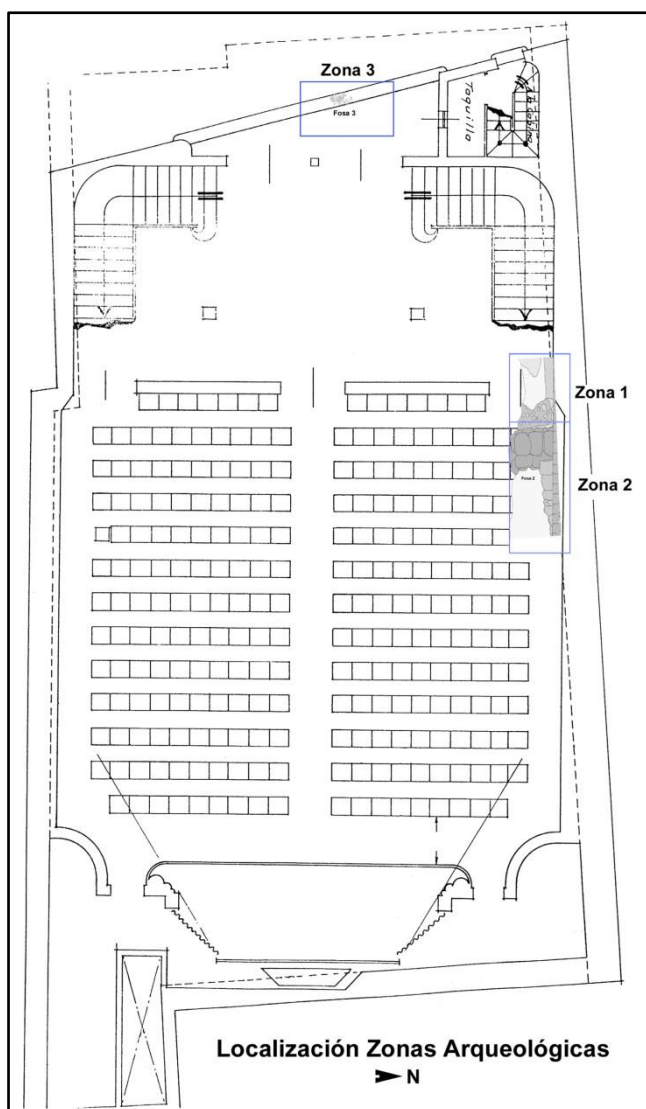 Zona 3
Fosa 3
Taquilla
Zona 1
Zona 2
Fosa 2
Localización Zonas Arqueológicas
N